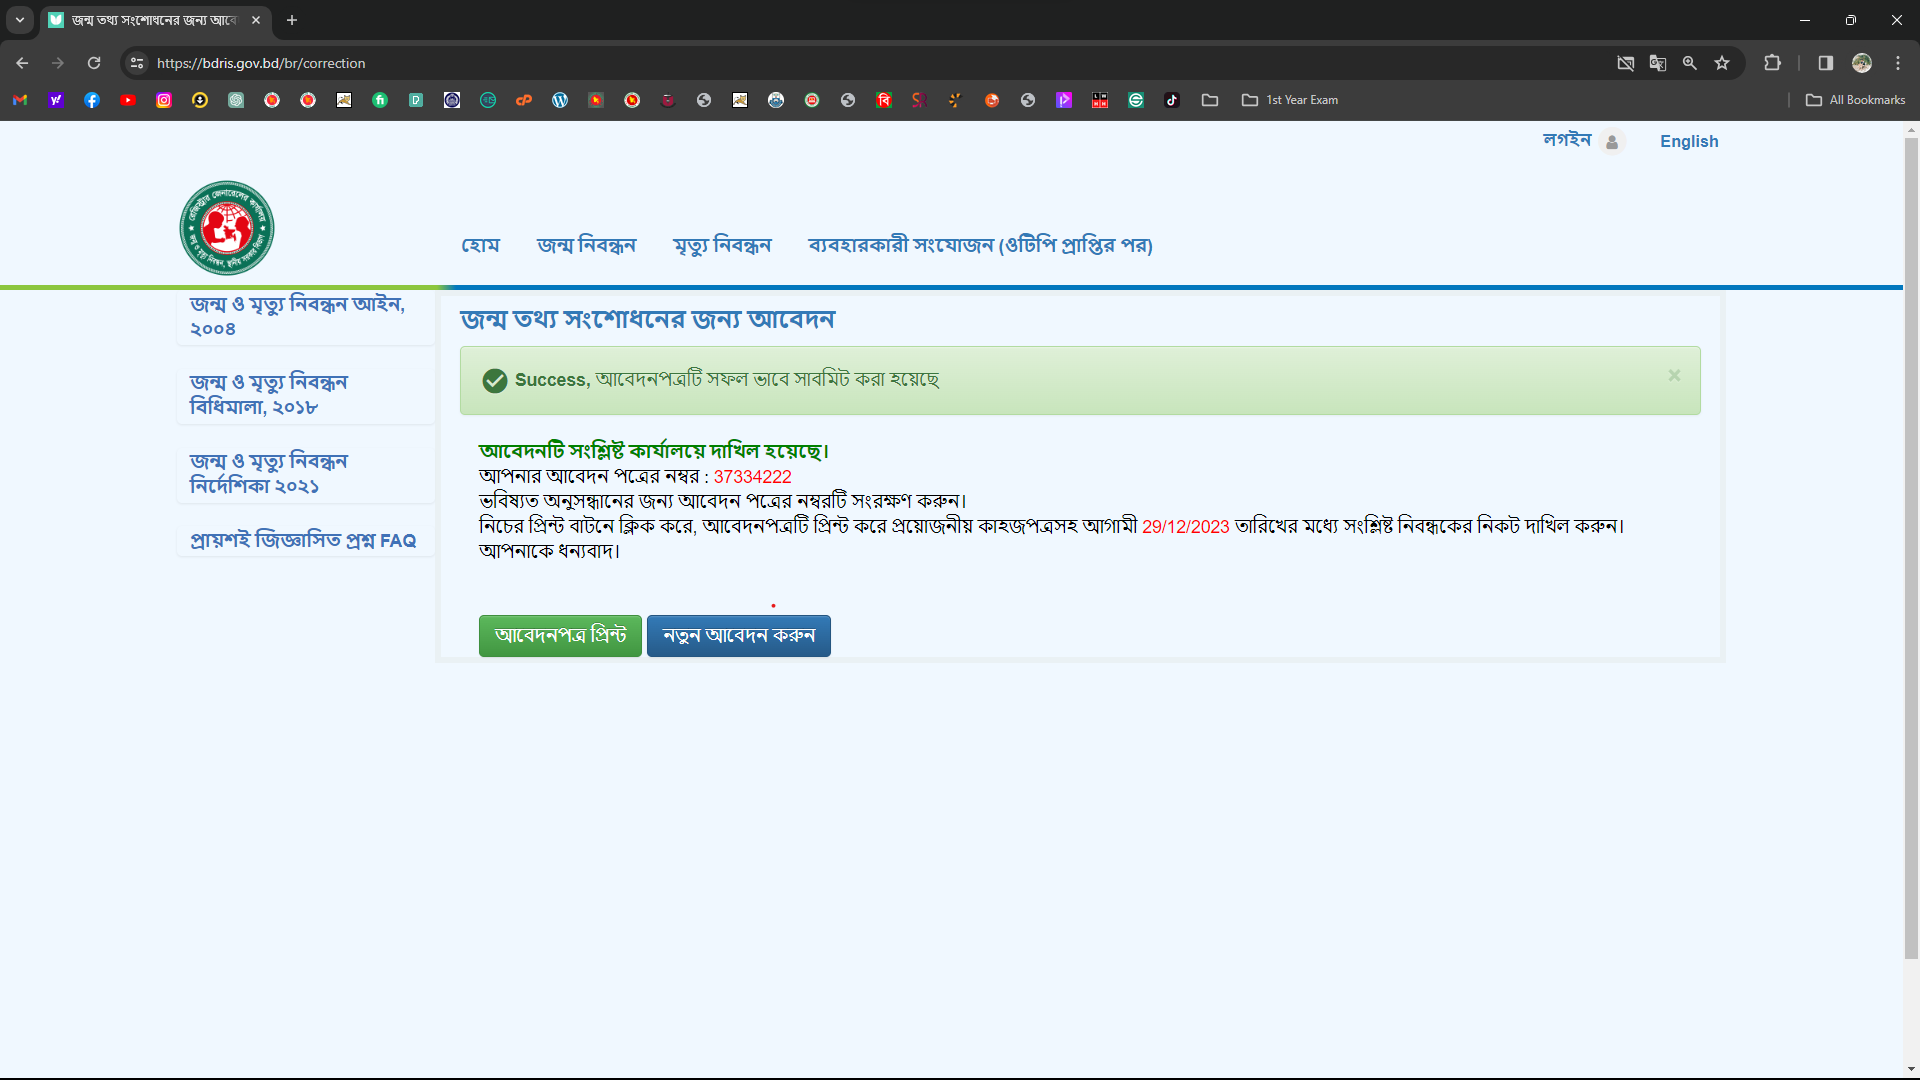 জন্ম তথ্য সংশোধনের জন্য আবে
https://bdris.gov.bd/br/correction
1st Year Exam
All Bookmarks
লগইন
English
হোম
জন্ম নিবন্ধন
মৃত্যু নিবন্ধন
ব্যবহারকারী সংযোজন (ওটিপি প্রাপ্তির পর)
জন্ম ও মৃত্যু নিবন্ধন আইন,
২০০৪
জন্ম ও মৃত্যু নিবন্ধন
বিধিমালা, ২০১৮
জন্ম ও মৃত্যু নিবন্ধন
নির্দেশিকা ২০২১
প্রায়শই জিজ্ঞাসিত প্রশ্ন FAQ
জন্ম তথ্য সংশোধনের জন্য আবেদন
Success, আবেদনপত্রটি সফল ভাবে সাবমিট করা হয়েছে
আবেদনটি সংশ্লিষ্ট কার্যালয়ে দাখিল হয়েছে।
আপনার আবেদন পত্রের নম্বর : 37334222
ভবিষ্যত অনুসন্ধানের জন্য আবেদন পত্রের নম্বরটি সংরক্ষণ করুন।
নিচের প্রিন্ট বাটনে ক্লিক করে, আবেদনপত্রটি প্রিন্ট করে প্রয়োজনীয় কাহজপত্রসহ আগামী 29/12/2023 তারিখের মধ্যে সংশ্লিষ্ট নিবন্ধকের নিকট দাখিল করুন।
আপনাকে ধন্যবাদ।
আবেদনপত্র প্রিন্ট
নতুন আবেদন করুন